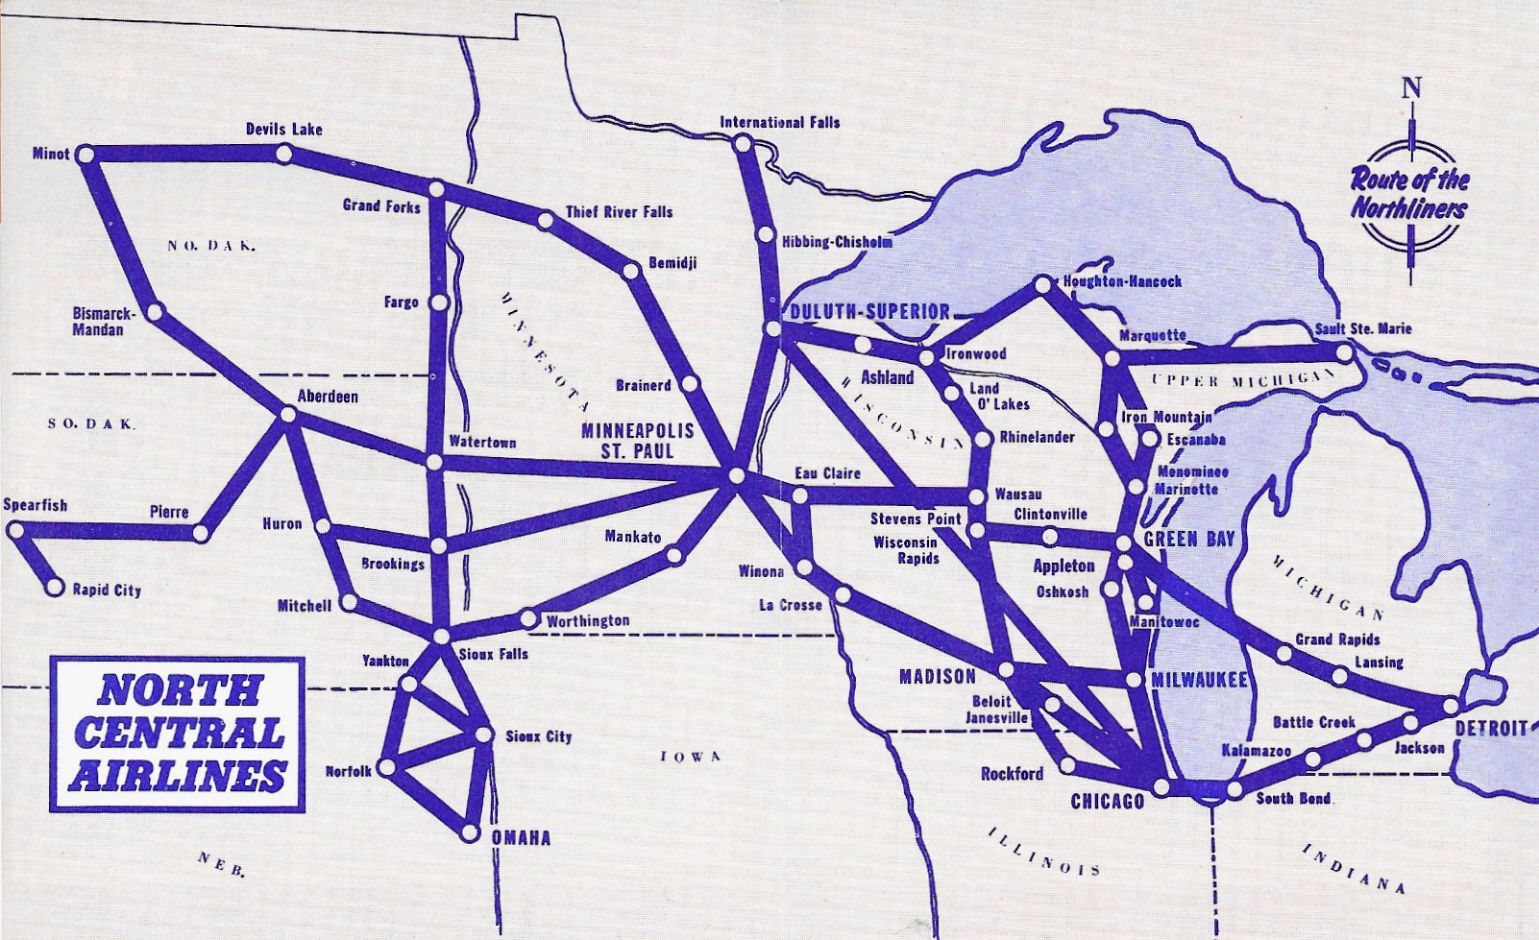 N
Route of the
Northliners
International Falls
Devils Lake
Minot
Grand Forks
Thief River Falls
NO. DAK.
Hibbing-Chisholm
Bemidji
Houghton-Hancock
Fargo
Bismarck-
Mandan
MINNESOTA
DULUTH-SUPERIOR
Marquette
Sault Ste. Marie
Ironwood
Ashland
UPPER MICHIGAN
Brainerd
Land
O' Lakes
WISCONSIN
Aberdeen
SO. DAK.
Iron Mountain
Escanaba
MINNEAPOLIS
ST. PAUL
Watertown
Rhinelander
Eau Claire
Menominee
Marinette
Wausau
Spearfish
Pierre
Huron
Stevens Point
Clintonville
Wisconsin
Rapids
Mankato
GREEN BAY
Brookings
Winona
Appleton
MICHIGAN
Rapid City
Oshkosh
Mitchell
La Crosse
Worthington
Manitowoc
Grand Rapids
Sioux Falls
Yankton
Lansing
MADISON
MILWAUKEE
NORTH
CENTRAL
AIRLINES
Beloit
Janesville
Battle Creek
DETROIT
Sioux City
Kalamazoo
Jackson
IOWA
Norfolk
Rockford
CHICAGO
South Bend
OMAHA
NEB.
ILLINOIS
INDIANA